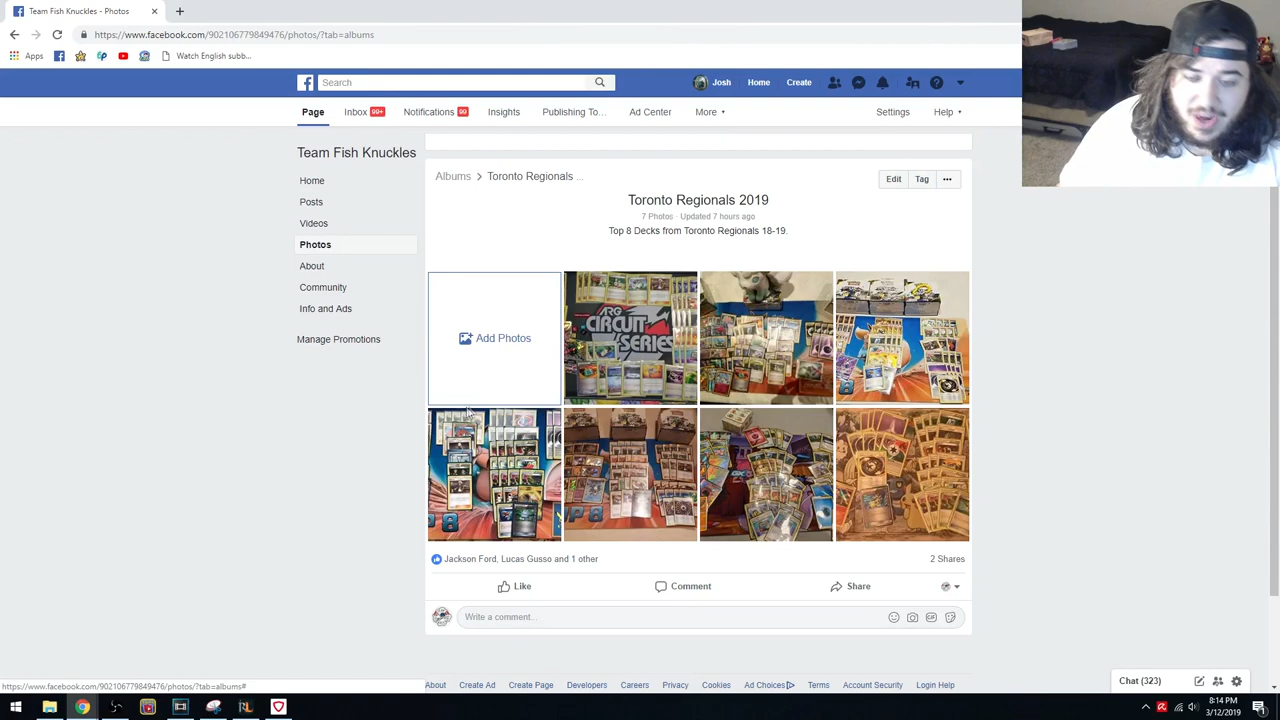 Team Fish Knuckles - Photos
https://www.facebook.com/902106779849476/photos/?tab=albums
Apps
Watch English subb...
Search
Josh Home Create
Page Inbox 99+ Notifications 99 Insights Publishing To... Ad Center More Settings Help
Team Fish Knuckles
Home
Posts
Videos
Photos
About
Community
Info and Ads
Manage Promotions
Albums Toronto Regionals ...
Edit Tag
Toronto Regionals 2019
7 Photos · Updated 7 hours ago
Top 8 Decks from Toronto Regionals 18-19.
Add Photos
ARG
CIRCUIT
SERIES
Jackson Ford, Lucas Gusso and 1 other 2 Shares
Like Comment Share
Write a comment...
About Create Ad Create Page Developers Careers Privacy Cookies Ad Choices Terms Account Security Login Help
Chat (323)
https://www.facebook.com/902106779849476/photos/?tab=albums#
8:14 PM
3/12/2019